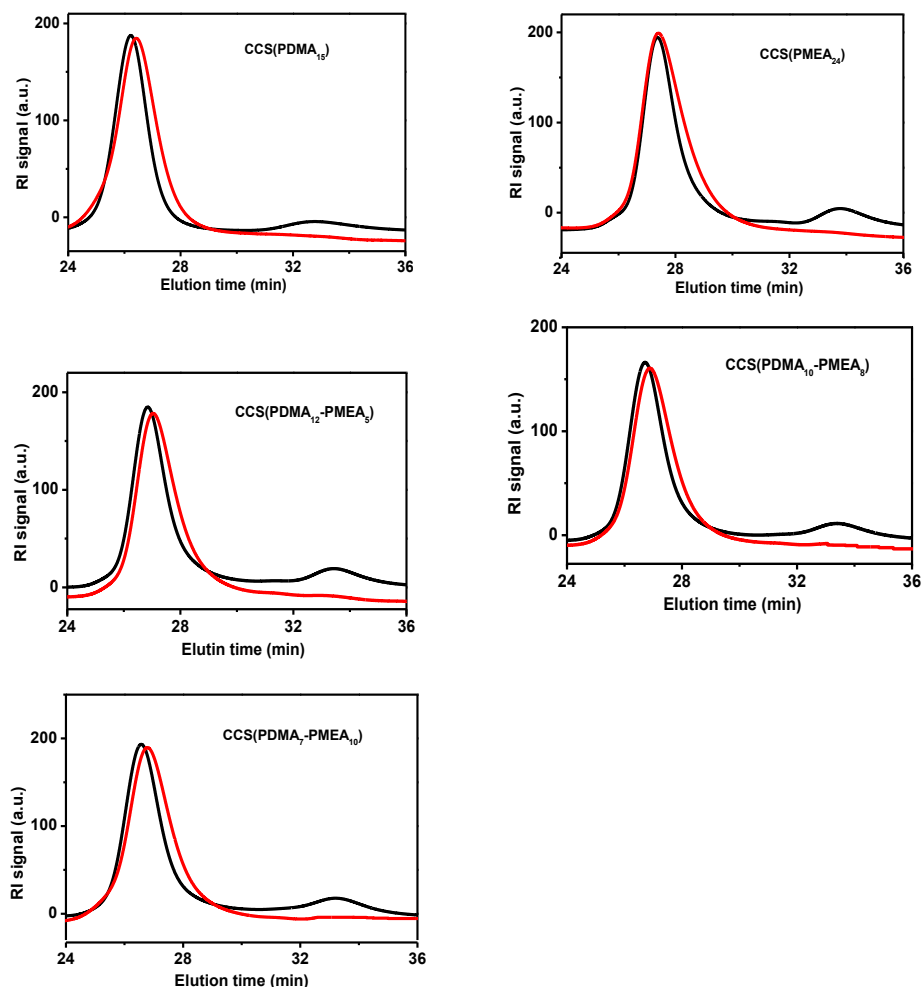 200
100
0
RI signal (a.u.)
CCS(PDMA₁₅)
24 28 32 36
Elution time (min)
200
100
0
RI signal (a.u.)
CCS(PMEA₂₄)
24 28 32 36
Elution time (min)
200
100
0
RI signal (a.u.)
CCS(PDMA₁₂-PMEA₅)
24 28 32 36
Elutin time (min)
200
100
0
RI signal (a.u.)
CCS(PDMA₁₀-PMEA₈)
24 28 32 36
Elution time (min)
200
100
0
RI signal (a.u.)
CCS(PDMA₇-PMEA₁₀)
24 28 32 36
Elution time (min)